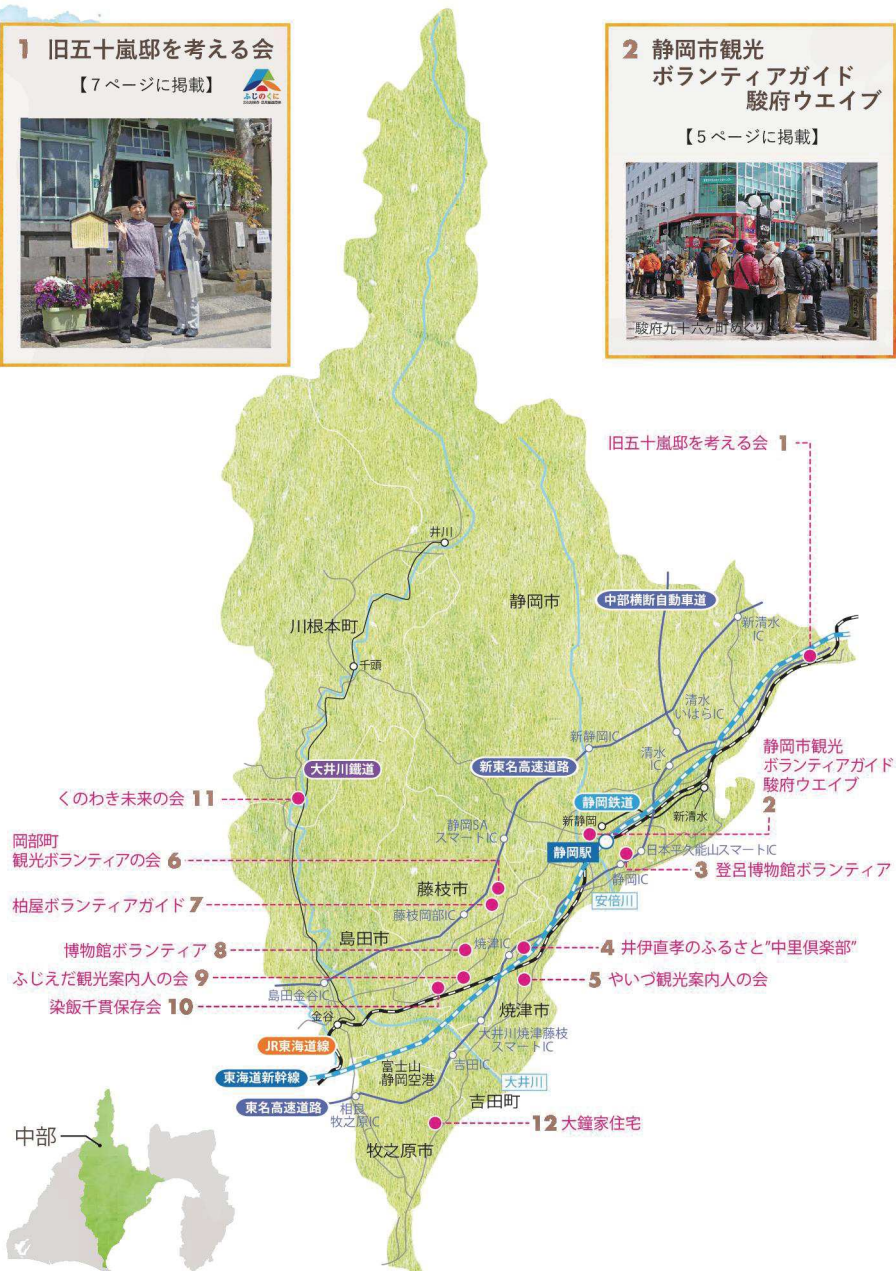 1 旧五十嵐邸を考える会
【7ページに掲載】
ふじのくに
2 静岡市観光
ボランティアガイド
駿府ウエイブ
【5ページに掲載】
駿府九十六ヶ町めぐり
旧五十嵐邸を考える会 1
井川
静岡市
中部横断自動車道
新清水
IC
川根本町
千頭
清水
いはらIC
新静岡IC
清水
IC
静岡市観光
ボランティアガイド
駿府ウエイブ
2
大井川鐵道
新東名高速道路
くのわき未来の会 11
静岡鉄道
新静岡
新清水
静岡SA
スマートIC
岡部町
観光ボランティアの会 6
静岡駅
日本平久能山スマートIC
静岡IC
3 登呂博物館ボランティア
藤枝市
安倍川
柏屋ボランティアガイド 7
藤枝岡部IC
島田市
博物館ボランティア 8
焼津IC
4 井伊直孝のふるさと"中里倶楽部"
ふじえだ観光案内人の会 9
5 やいづ観光案内人の会
島田金谷IC
染飯千貫保存会 10
焼津市
金谷
大井川焼津藤枝
スマートIC
JR東海道線
吉田IC
富士山
静岡空港
東海道新幹線
大井川
東名高速道路
相良
牧之原IC
吉田町
12 大鐘家住宅
牧之原市
中部